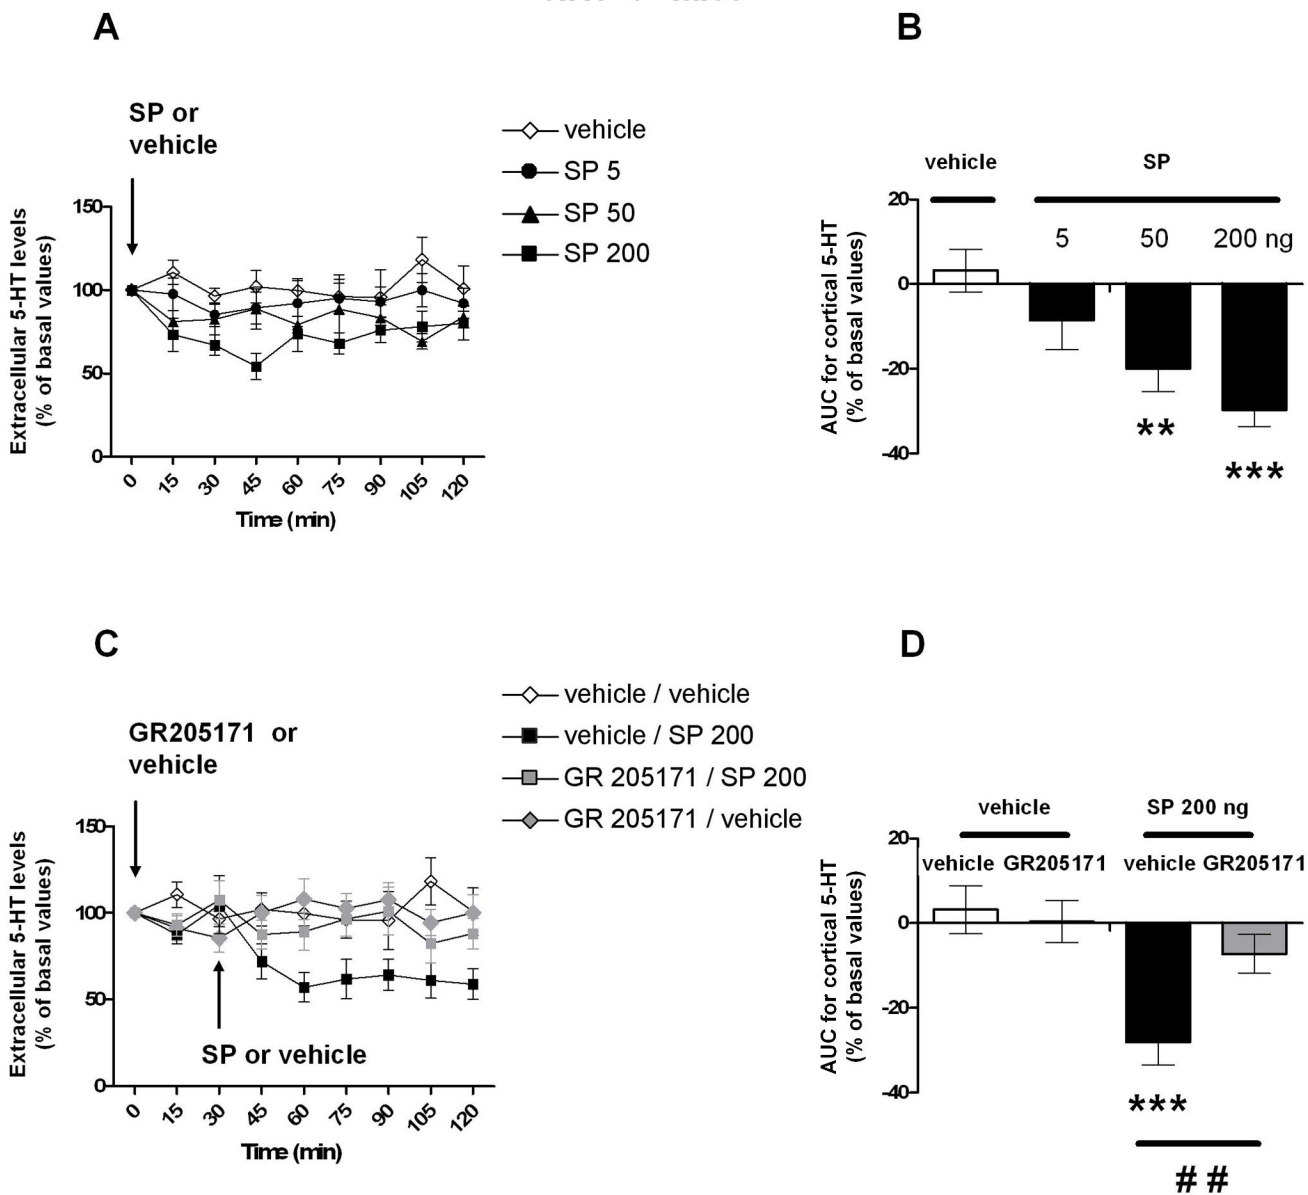 A
SP or
vehicle
vehicle
SP 5
SP 50
SP 200
Extracellular 5-HT levels
(% of basal values)
150
100
50
0
0 15 30 45 60 75 90 105 120
Time (min)
B
vehicle SP
5 50 200 ng
AUC for cortical 5-HT
(% of basal values)
20
0
-20
-40
**
***
C
GR205171 or
vehicle
vehicle / vehicle
vehicle / SP 200
GR 205171 / SP 200
GR 205171 / vehicle
Extracellular 5-HT levels
(% of basal values)
150
100
50
0
SP or vehicle
0 15 30 45 60 75 90 105 120
Time (min)
D
vehicle SP 200 ng
vehicle GR205171 vehicle GR205171
AUC for cortical 5-HT
(% of basal values)
20
0
-20
-40
***
# #